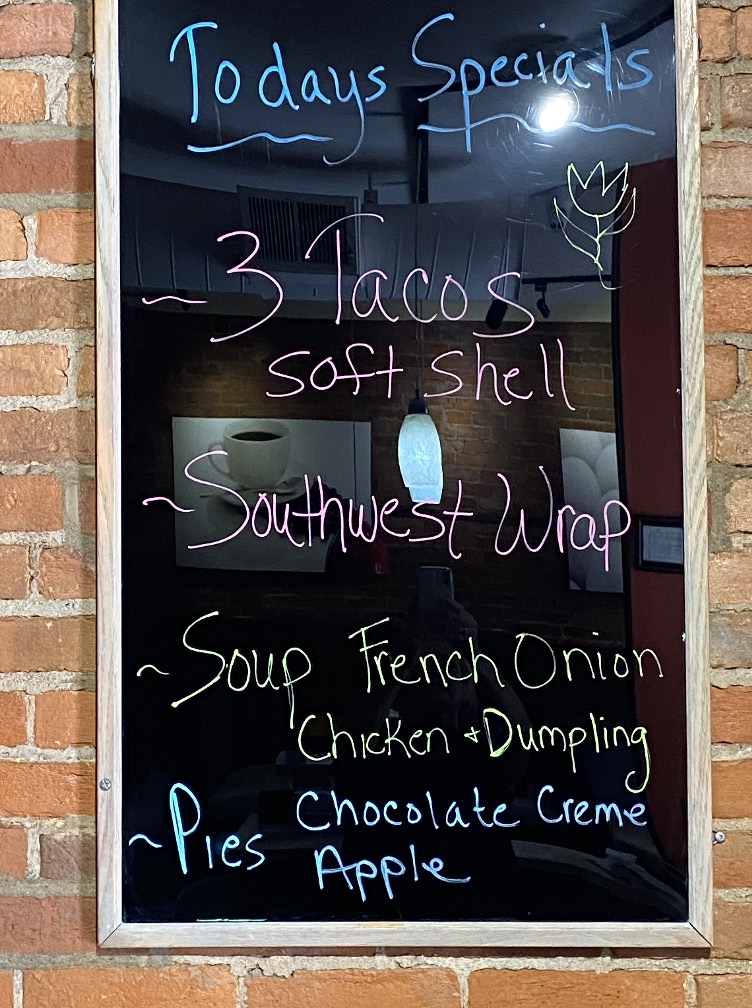 Todays Specials
~ 3 Tacos
soft shell
~ Southwest Wrap
~ Soup French Onion
Chicken + Dumpling
~ Pies Chocolate Creme
Apple